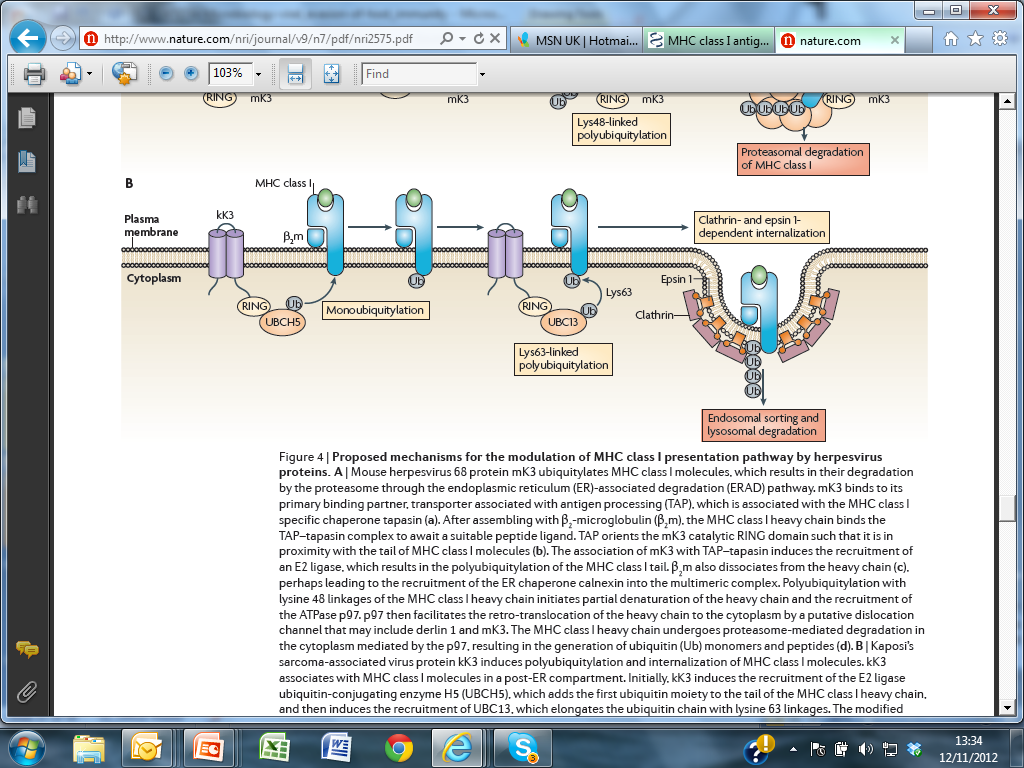 http://www.nature.com/nri/journal/v9/n7/pdf/nri2575.pdf
MSN UK | Hotmai...
MHC class I antig...
nature.com
103%
Find
RING mK3
mK3
Ub RING mK3
Ub Ub Ub Ub RING mK3
Lys48-linked
polyubiquitylation
Proteasomal degradation
of MHC class I
B
MHC class I
Plasma
membrane
kK3
β2m
Clathrin- and epsin 1-
dependent internalization
Cytoplasm
Ub
Ub
Epsin 1
RING Ub
UBCH5
Monoubiquitylation
RING Ub
UBC13
Lys63
Clathrin
Lys63-linked
polyubiquitylation
Ub
Ub
Ub
Ub
Endosomal sorting and
lysosomal degradation
Figure 4 | Proposed mechanisms for the modulation of MHC class I presentation pathway by herpesvirus
proteins. A | Mouse herpesvirus 68 protein mK3 ubiquitylates MHC class I molecules, which results in their degradation
by the proteasome through the endoplasmic reticulum (ER)-associated degradation (ERAD) pathway. mK3 binds to its
primary binding partner, transporter associated with antigen processing (TAP), which is associated with the MHC class I
specific chaperone tapasin (a). After assembling with β2-microglobulin (β2m), the MHC class I heavy chain binds the
TAP–tapasin complex to await a suitable peptide ligand. TAP orients the mK3 catalytic RING domain such that it is in
proximity with the tail of MHC class I molecules (b). The association of mK3 with TAP–tapasin induces the recruitment of
an E2 ligase, which results in the polyubiquitylation of the MHC class I tail. β2m also dissociates from the heavy chain (c),
perhaps leading to the recruitment of the ER chaperone calnexin into the multimeric complex. Polyubiquitylation with
lysine 48 linkages of the MHC class I heavy chain initiates partial denaturation of the heavy chain and the recruitment of
the ATPase p97. p97 then facilitates the retro-translocation of the heavy chain to the cytoplasm by a putative dislocation
channel that may include derlin 1 and mK3. The MHC class I heavy chain undergoes proteasome-mediated degradation in
the cytoplasm mediated by the p97, resulting in the generation of ubiquitin (Ub) monomers and peptides (d). B | Kaposi's
sarcoma-associated virus protein kK3 induces polyubiquitylation and internalization of MHC class I molecules. kK3
associates with MHC class I molecules in a post-ER compartment. Initially, kK3 induces the recruitment of the E2 ligase
ubiquitin-conjugating enzyme H5 (UBCH5), which adds the first ubiquitin moiety to the tail of the MHC class I heavy chain,
and then induces the recruitment of UBC13, which elongates the ubiquitin chain with lysine 63 linkages. The modified
13:34
12/11/2012